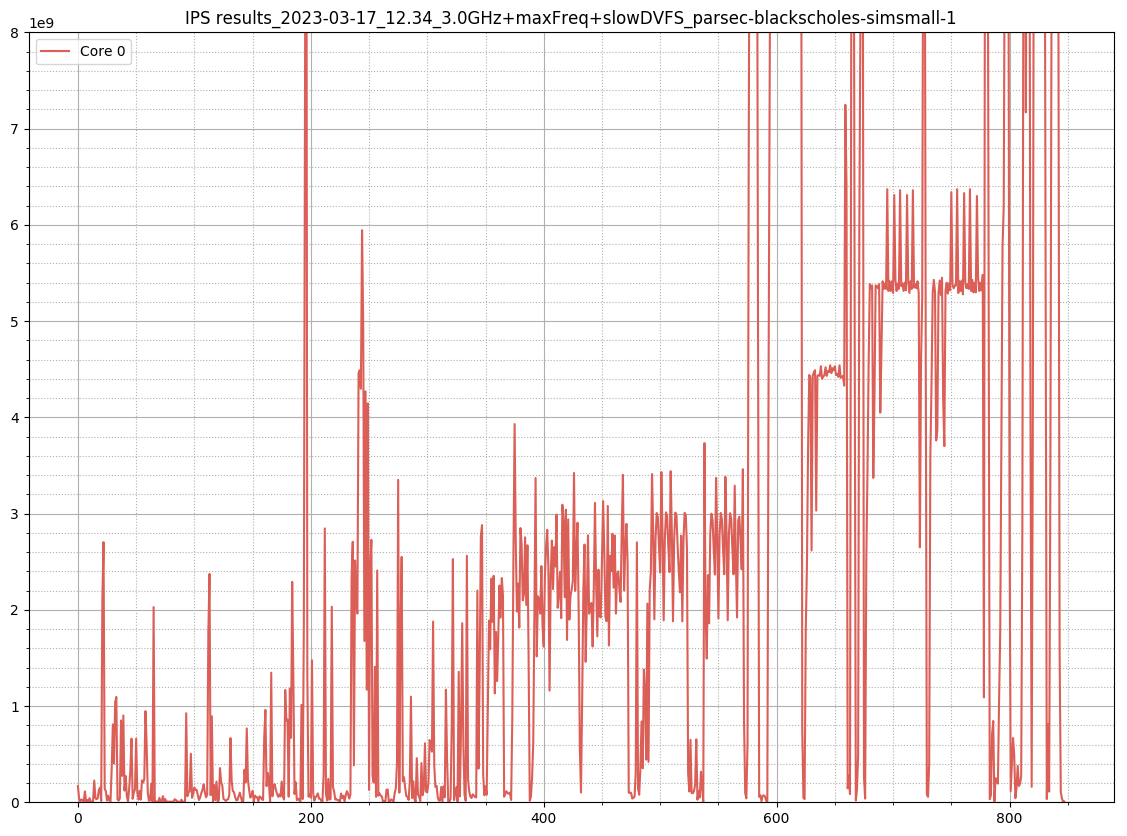 IPS results_2023-03-17_12.34_3.0GHz+maxFreq+slowDVFS_parsec-blackscholes-simsmall-1
1e9
Core 0
8
7
6
5
4
3
2
1
0
0 200 400 600 800